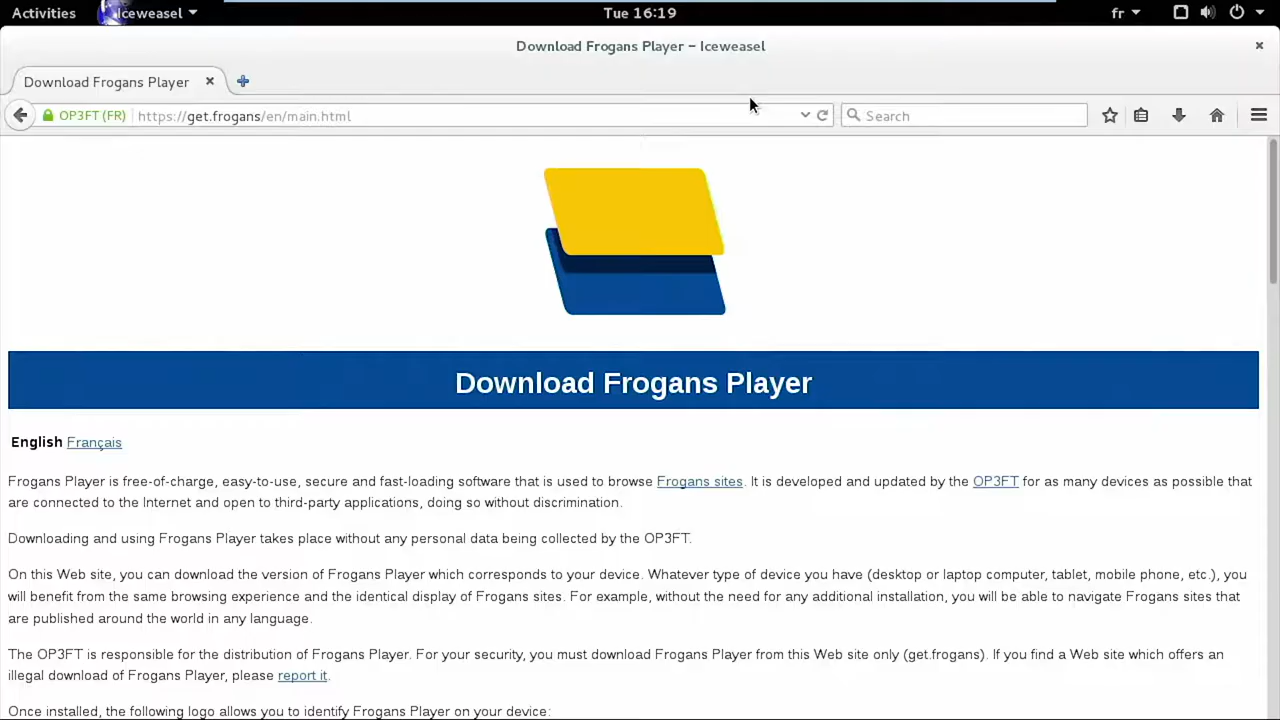 Activities Iceweasel Tue 16:19 fr
Download Frogans Player – Iceweasel
Download Frogans Player
OP3FT (FR) https://get.frogans/en/main.html Search
Download Frogans Player
English Français
Frogans Player is free-of-charge, easy-to-use, secure and fast-loading software that is used to browse Frogans sites. It is developed and updated by the OP3FT for as many devices as possible that
are connected to the Internet and open to third-party applications, doing so without discrimination.
Downloading and using Frogans Player takes place without any personal data being collected by the OP3FT.
On this Web site, you can download the version of Frogans Player which corresponds to your device. Whatever type of device you have (desktop or laptop computer, tablet, mobile phone, etc.), you
will benefit from the same browsing experience and the identical display of Frogans sites. For example, without the need for any additional installation, you will be able to navigate Frogans sites that
are published around the world in any language.
The OP3FT is responsible for the distribution of Frogans Player. For your security, you must download Frogans Player from this Web site only (get.frogans). If you find a Web site which offers an
illegal download of Frogans Player, please report it.
Once installed, the following logo allows you to identify Frogans Player on your device: